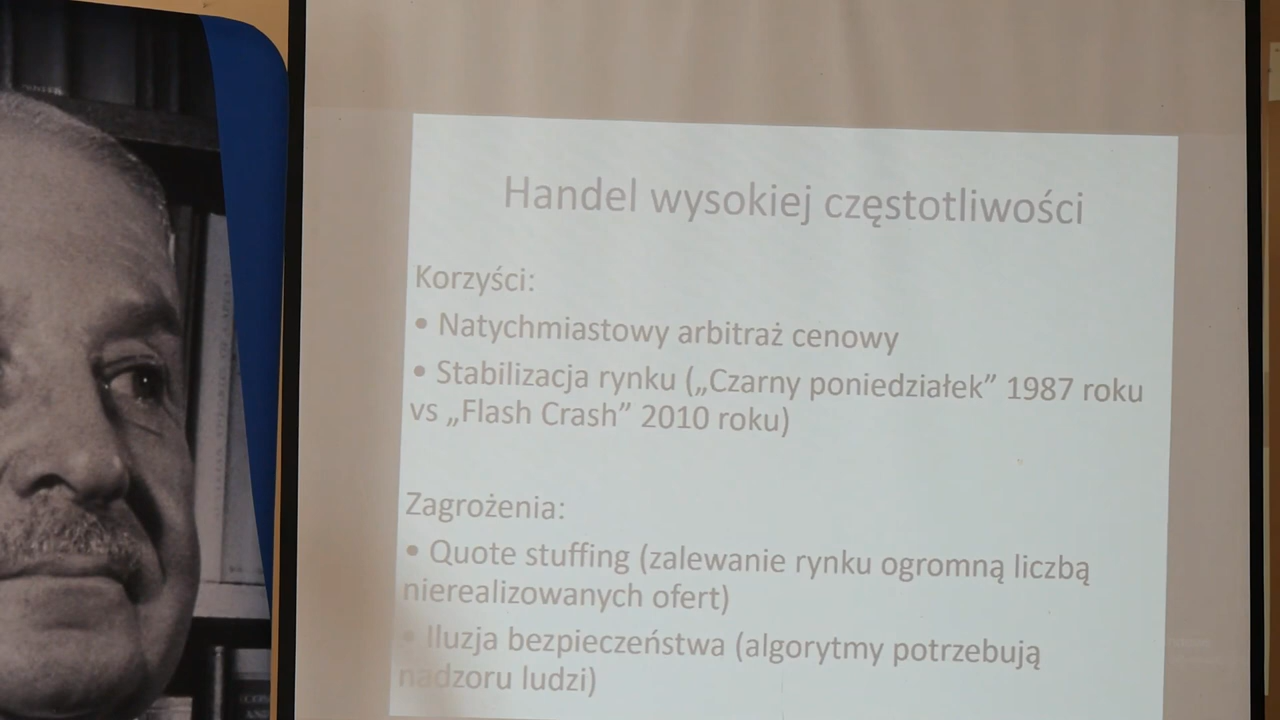 Handel wysokiej częstotliwości
Korzyści:
• Natychmiastowy arbitraż cenowy
• Stabilizacja rynku („Czarny poniedziałek” 1987 roku
vs „Flash Crash” 2010 roku)
Zagrożenia:
• Quote stuffing (zalewanie rynku ogromną liczbą
nierealizowanych ofert)
• Iluzja bezpieczeństwa (algorytmy potrzebują
nadzoru ludzi)